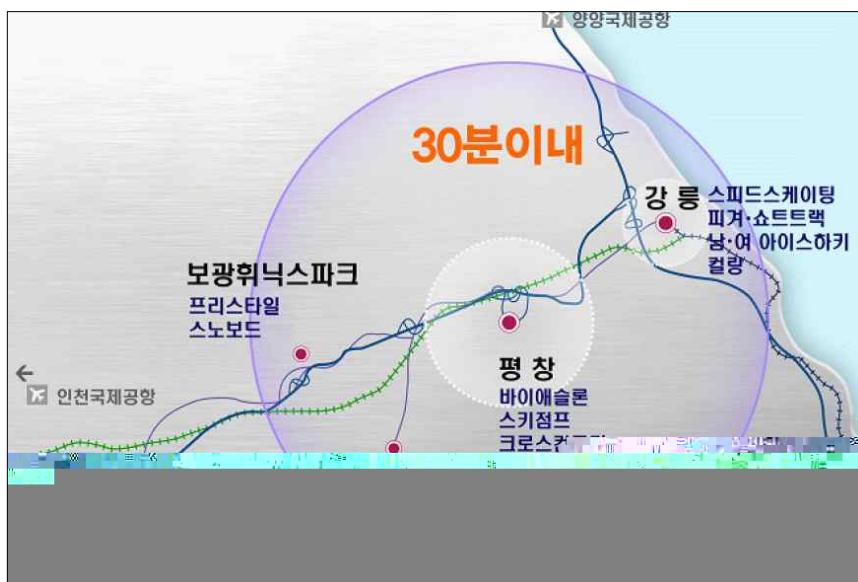 양양국제공항
30분이내
강릉
스피드스케이팅
피겨·쇼트트랙
남·여 아이스하키
컬링
보광휘닉스파크
프리스타일
스노보드
평창
바이애슬론
스키점프
인천국제공항